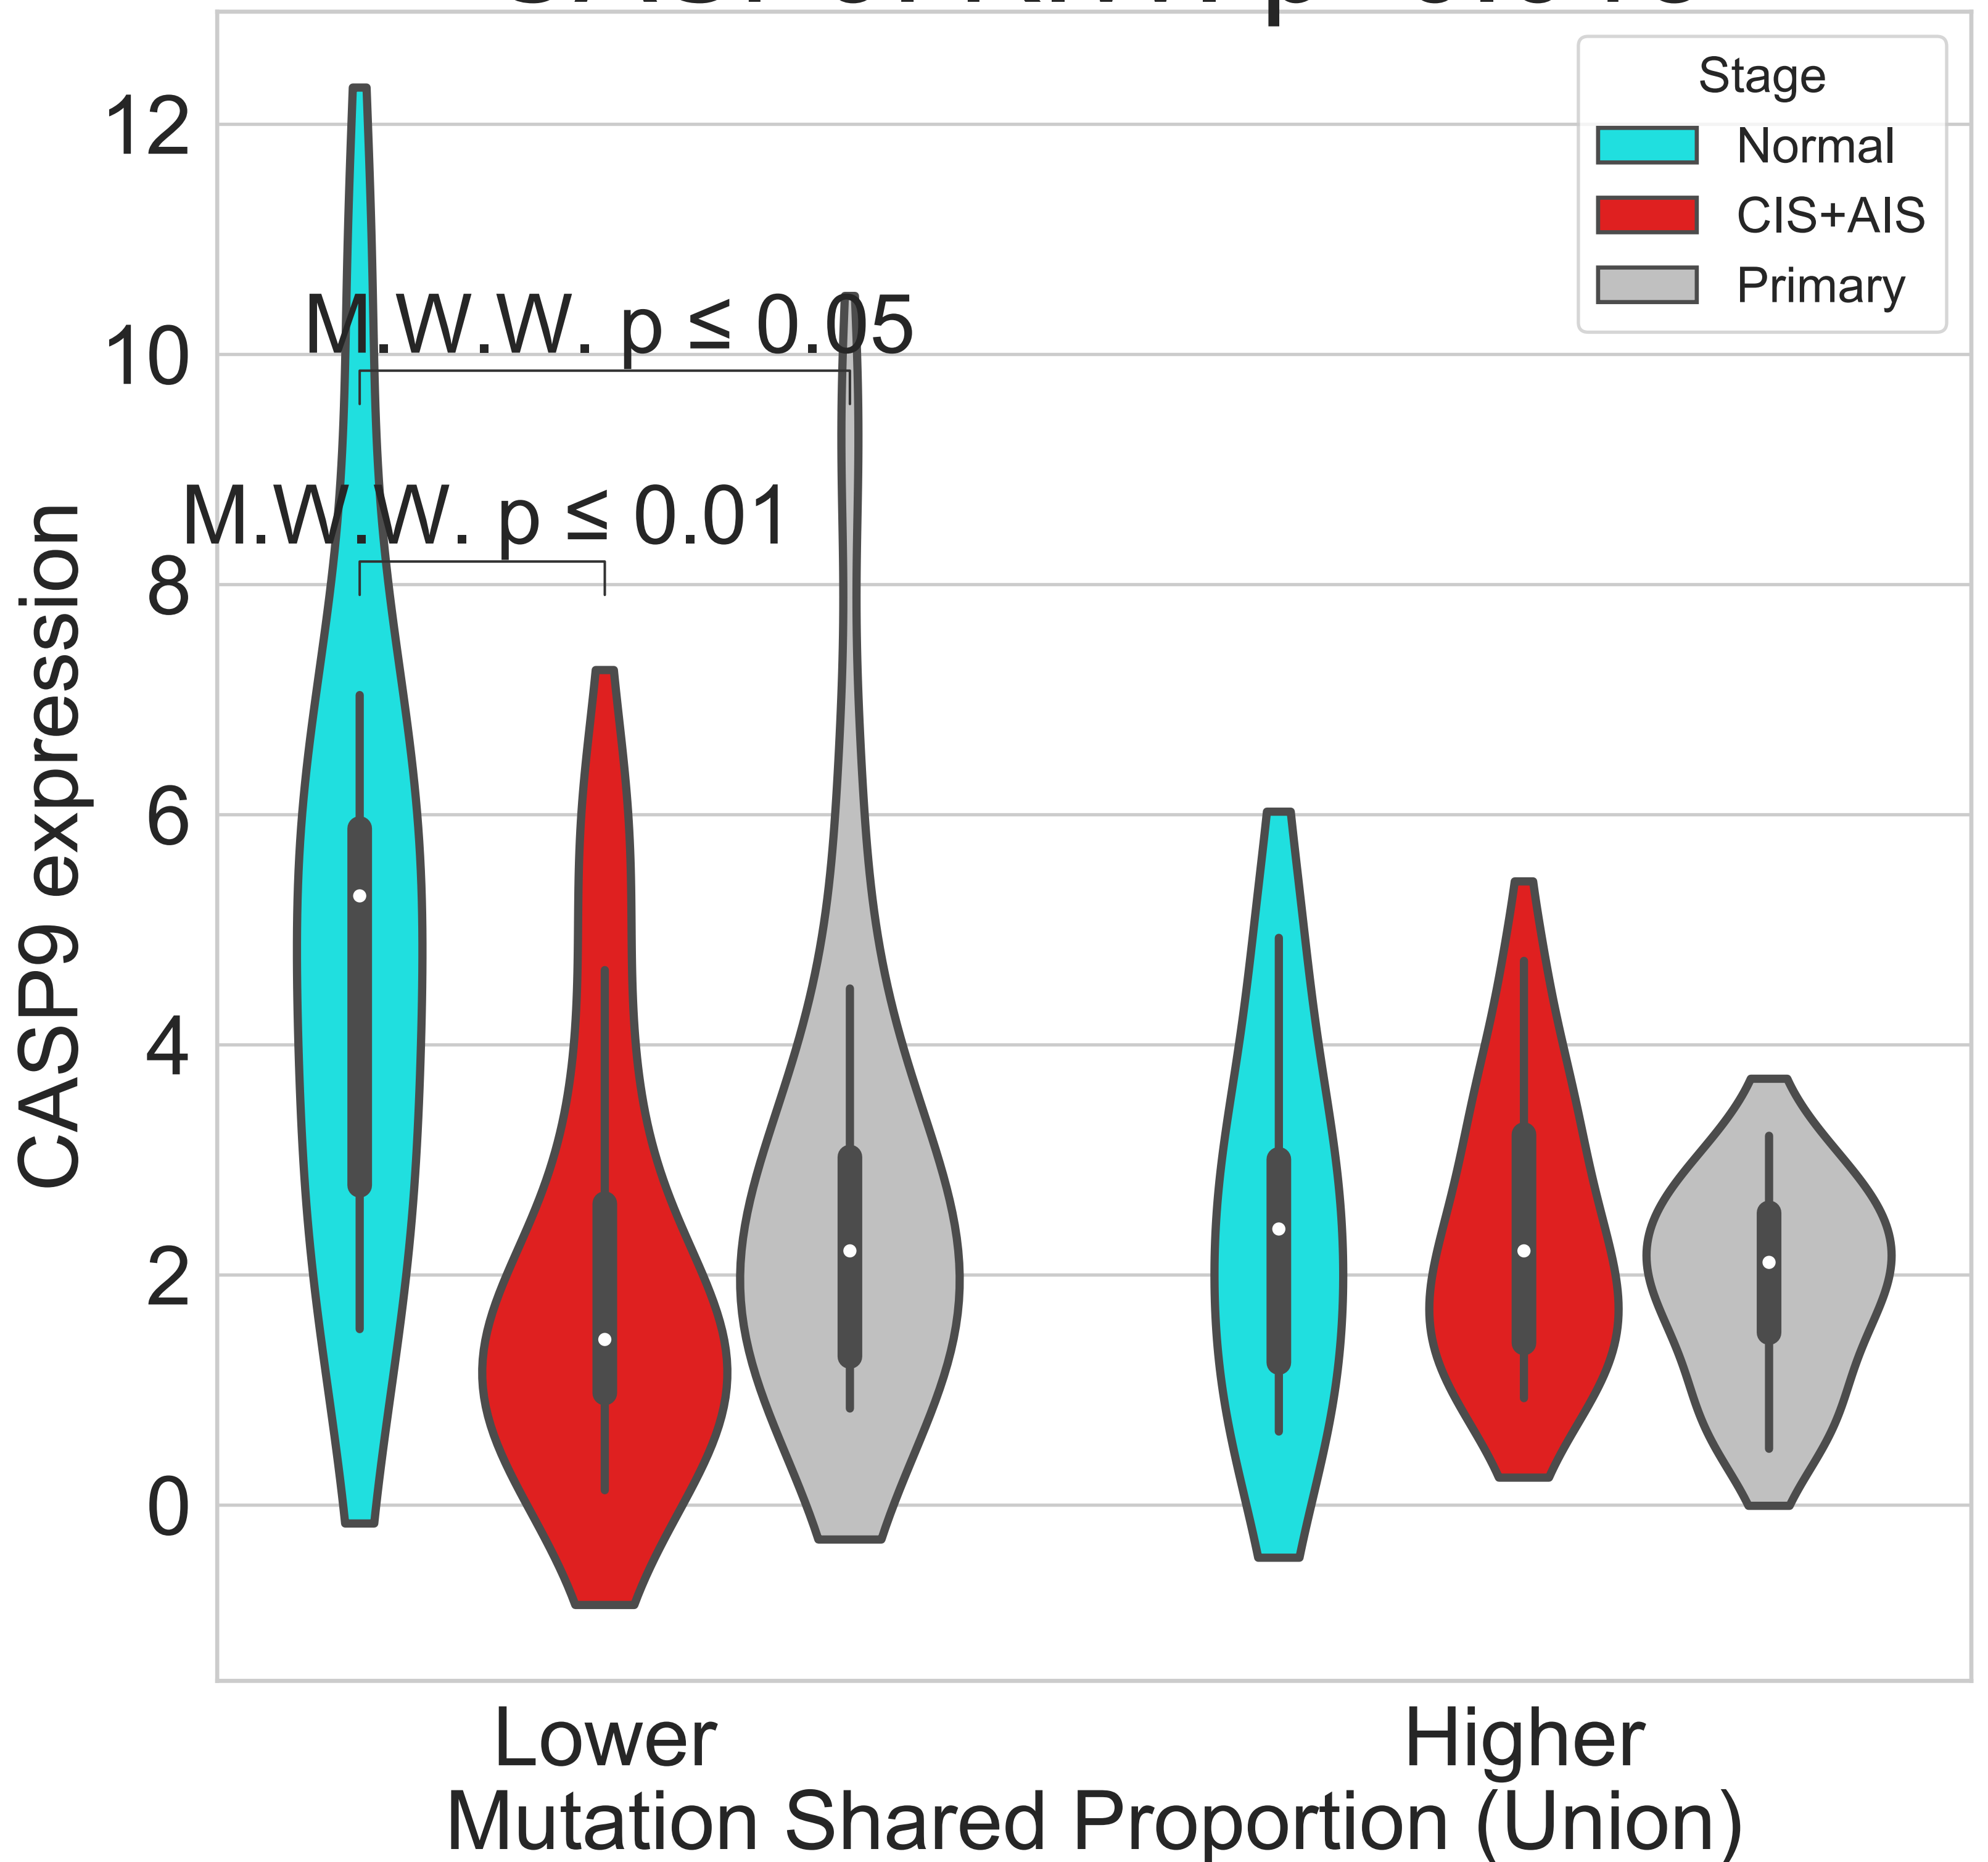 Stage
Normal
CIS+AIS
Primary
12
10
8
6
4
2
0
M.W.W. p ≤ 0.05
M.W.W. p ≤ 0.01
CASP9 expression
Lower
Higher
Mutation Shared Proportion (Union)